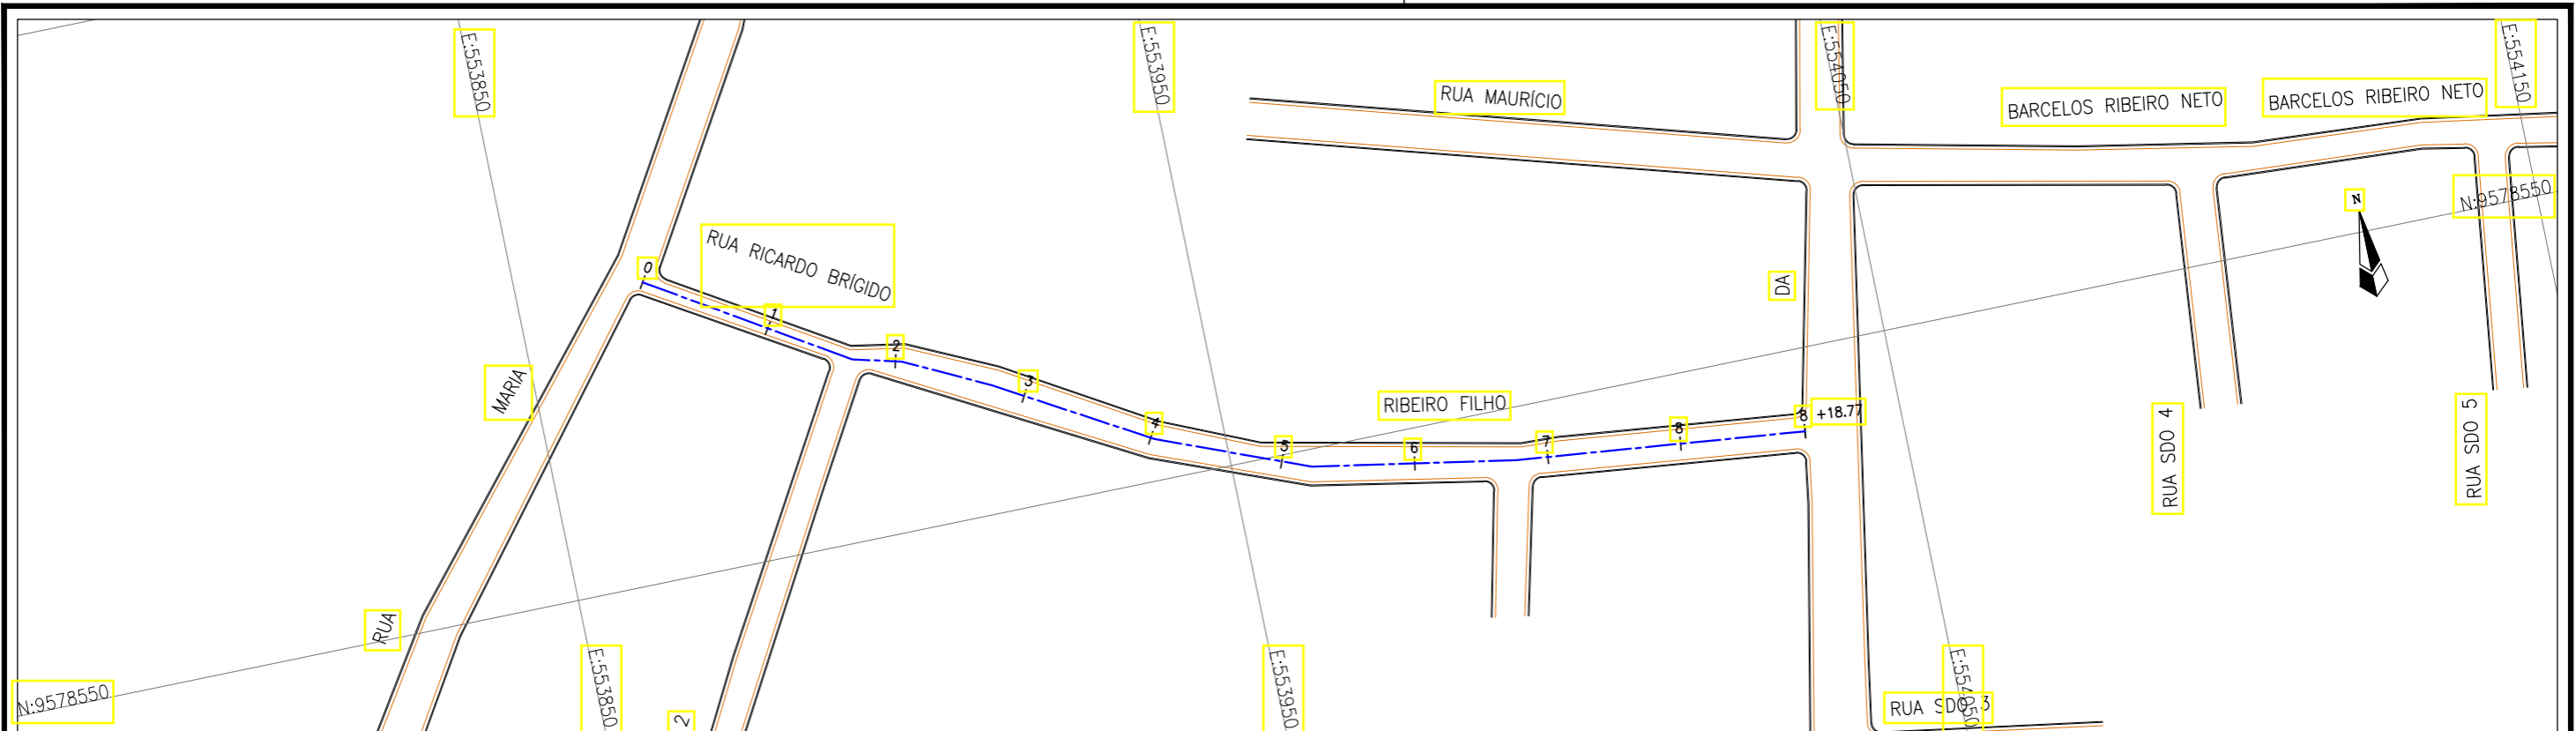 E:553850
E:553950
E:554050
E:554150
RUA MAURÍCIO
BARCELOS RIBEIRO NETO
BARCELOS RIBEIRO NETO
N:9578550
N
RUA RICARDO BRÍGIDO
0
1
2
3
4
5
6
7
8
8 +18.77
DA
RIBEIRO FILHO
MARIA
RUA
RUA SDO 4
RUA SDO 5
N:9578550
E:553850
2
E:553950
E:554050
RUA SDO 3